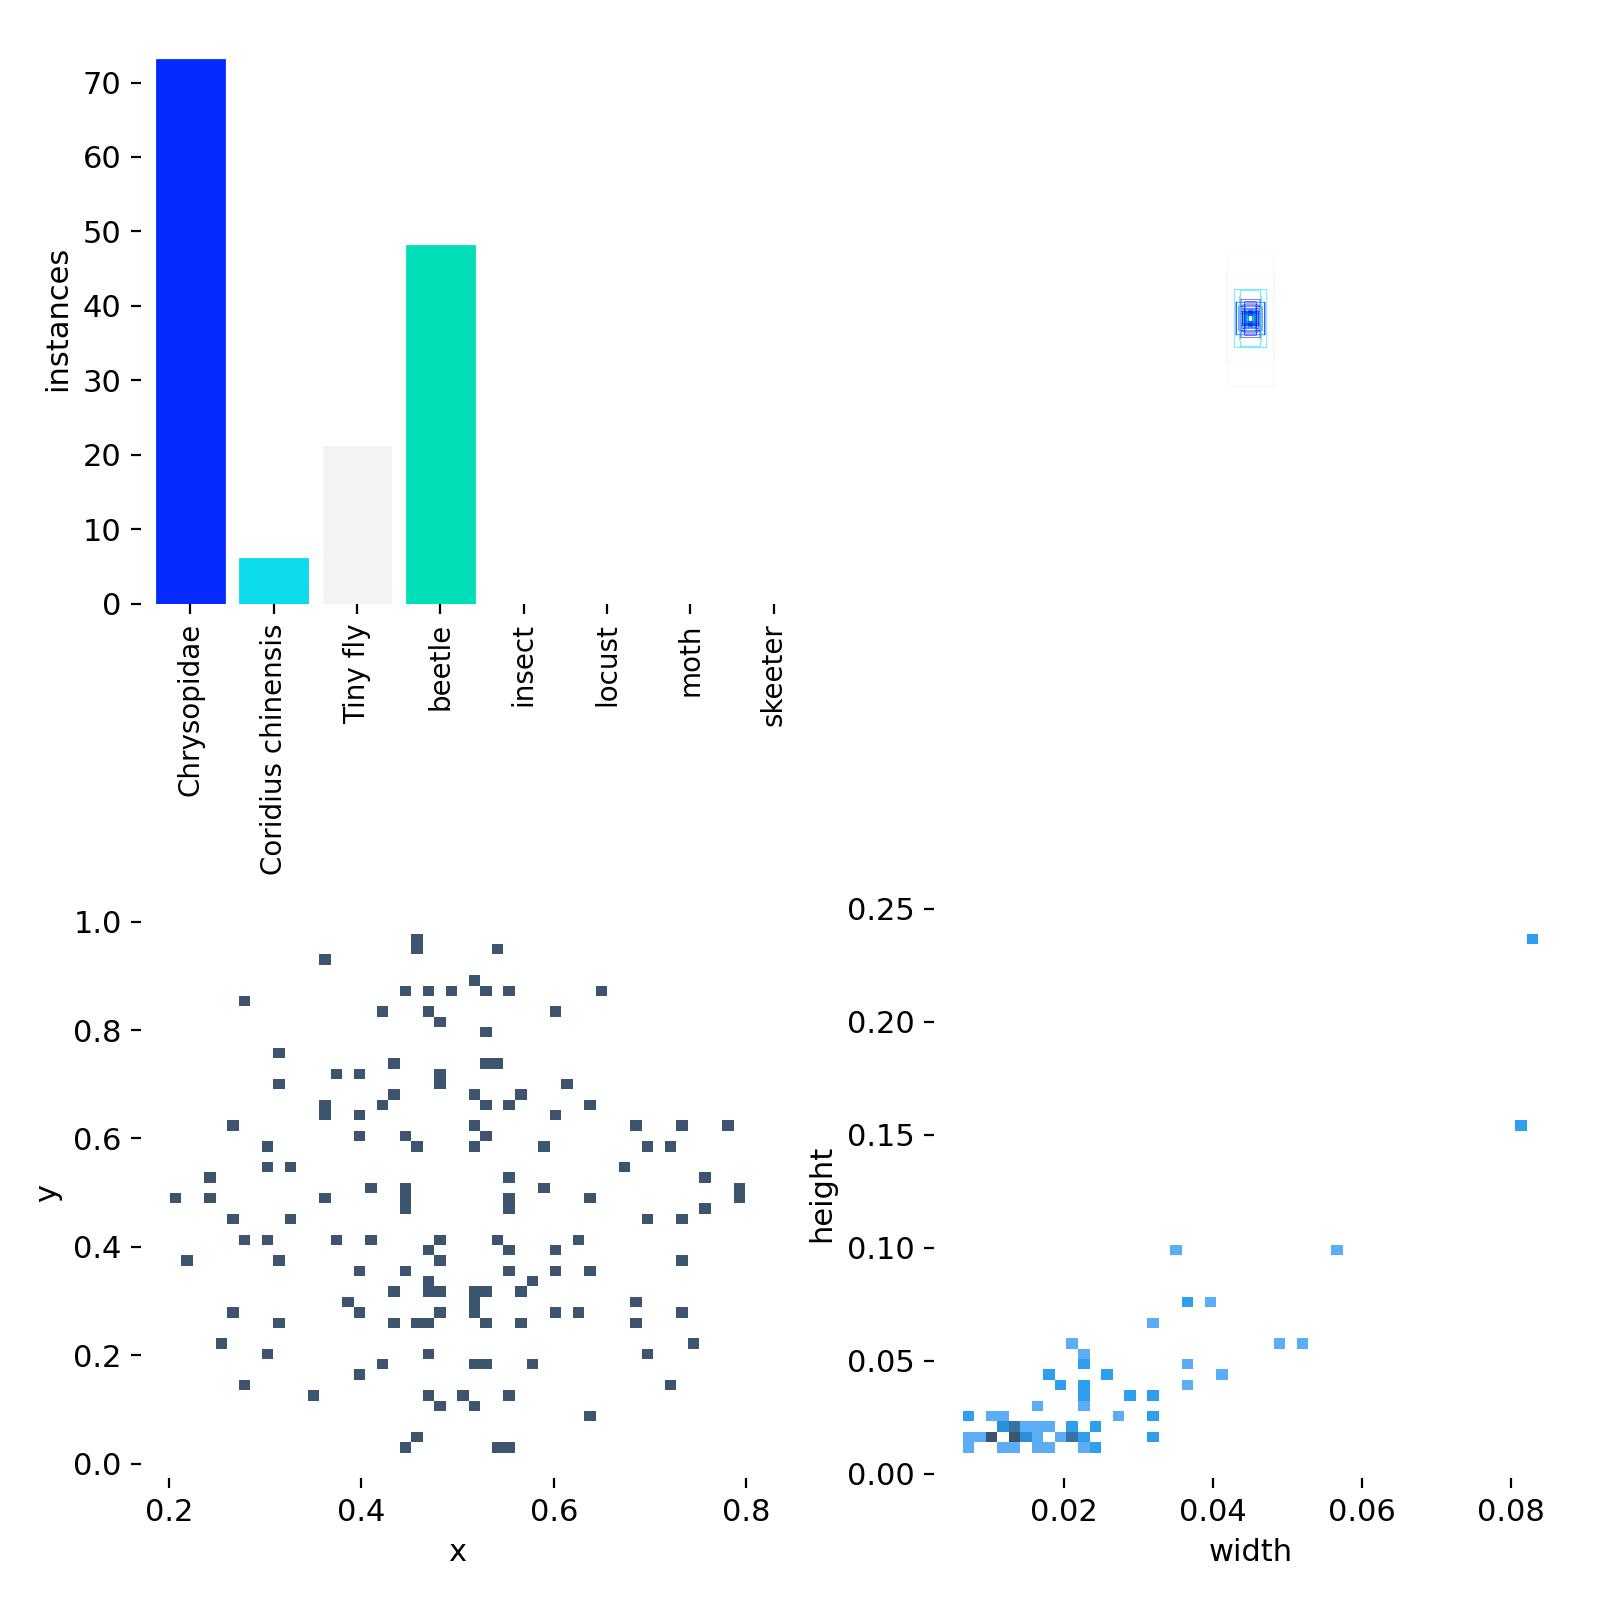 70
60
50
40
30
20
10
0
instances
Chrysopidae
Coridius chinensis
Tiny fly
beetle
insect
locust
moth
skeeter
1.0
0.8
0.6
0.4
0.2
0.0
y
0.2 0.4 0.6 0.8
x
0.25
0.20
0.15
0.10
0.05
0.00
height
0.02 0.04 0.06 0.08
width